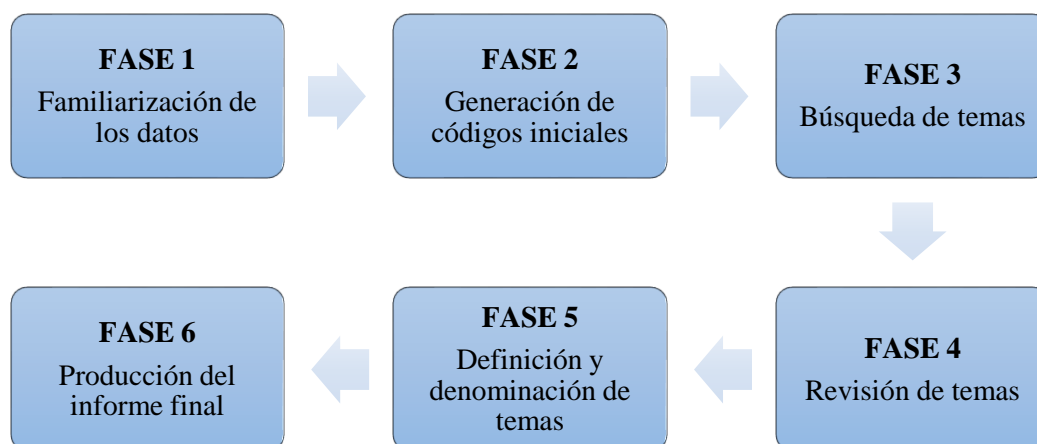 FASE 1
Familiarización de
los datos
FASE 2
Generación de
códigos iniciales
FASE 3
Búsqueda de temas
FASE 4
Revisión de temas
FASE 5
Definición y
denominación de
temas
FASE 6
Producción del
informe final